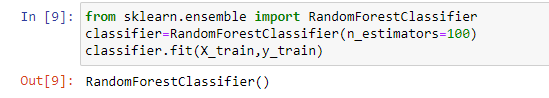 In [9]: from sklearn.ensemble import RandomForestClassifier
classifier=RandomForestClassifier(n_estimators=100)
classifier.fit(X_train,y_train)
Out[9]: RandomForestClassifier()